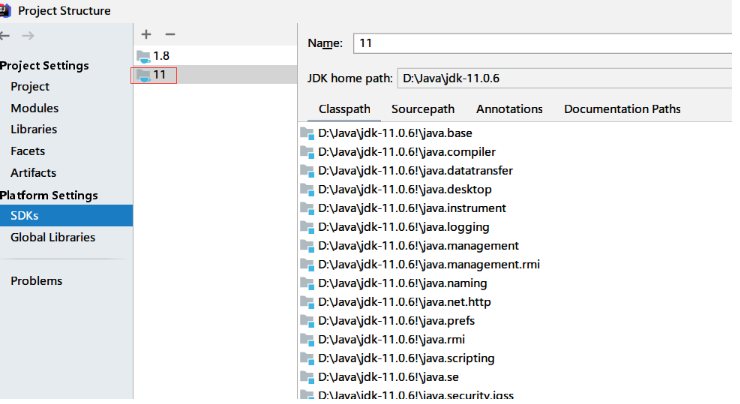 Project Structure
Project Settings
Project
Modules
Libraries
Facets
Artifacts
Platform Settings
SDKs
Global Libraries
Problems
1.8
11
Name: 11
JDK home path: D:\Java\jdk-11.0.6
Classpath Sourcepath Annotations Documentation Paths
D:\Java\jdk-11.0.6!\java.base
D:\Java\jdk-11.0.6!\java.compiler
D:\Java\jdk-11.0.6!\java.datatransfer
D:\Java\jdk-11.0.6!\java.desktop
D:\Java\jdk-11.0.6!\java.instrument
D:\Java\jdk-11.0.6!\java.logging
D:\Java\jdk-11.0.6!\java.management
D:\Java\jdk-11.0.6!\java.management.rmi
D:\Java\jdk-11.0.6!\java.naming
D:\Java\jdk-11.0.6!\java.net.http
D:\Java\jdk-11.0.6!\java.prefs
D:\Java\jdk-11.0.6!\java.rmi
D:\Java\jdk-11.0.6!\java.scripting
D:\Java\jdk-11.0.6!\java.se
D:\Java\jdk-11.0.6!\java.security.jgss